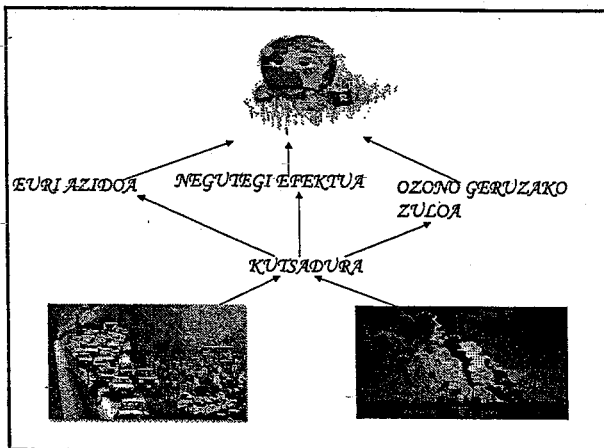 EURI AZIDOA
NEGUTEGI EFEKTUA
OZONO GERUZAKO
ZULOA
KUTSADURA